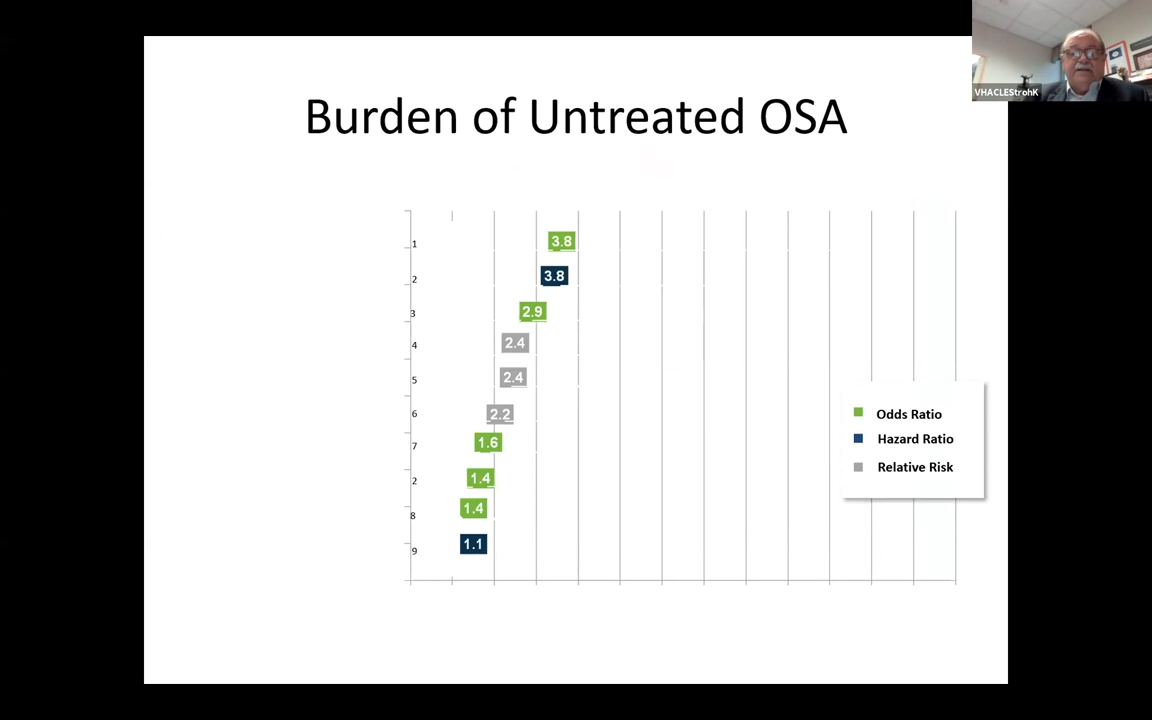 VHACLEStrohK
Burden of Untreated OSA
1 3.8
2 3.8
3 2.9
4 2.4
5 2.4
6 2.2
7 1.6
2 1.4
8 1.4
9 1.1
Odds Ratio
Hazard Ratio
Relative Risk